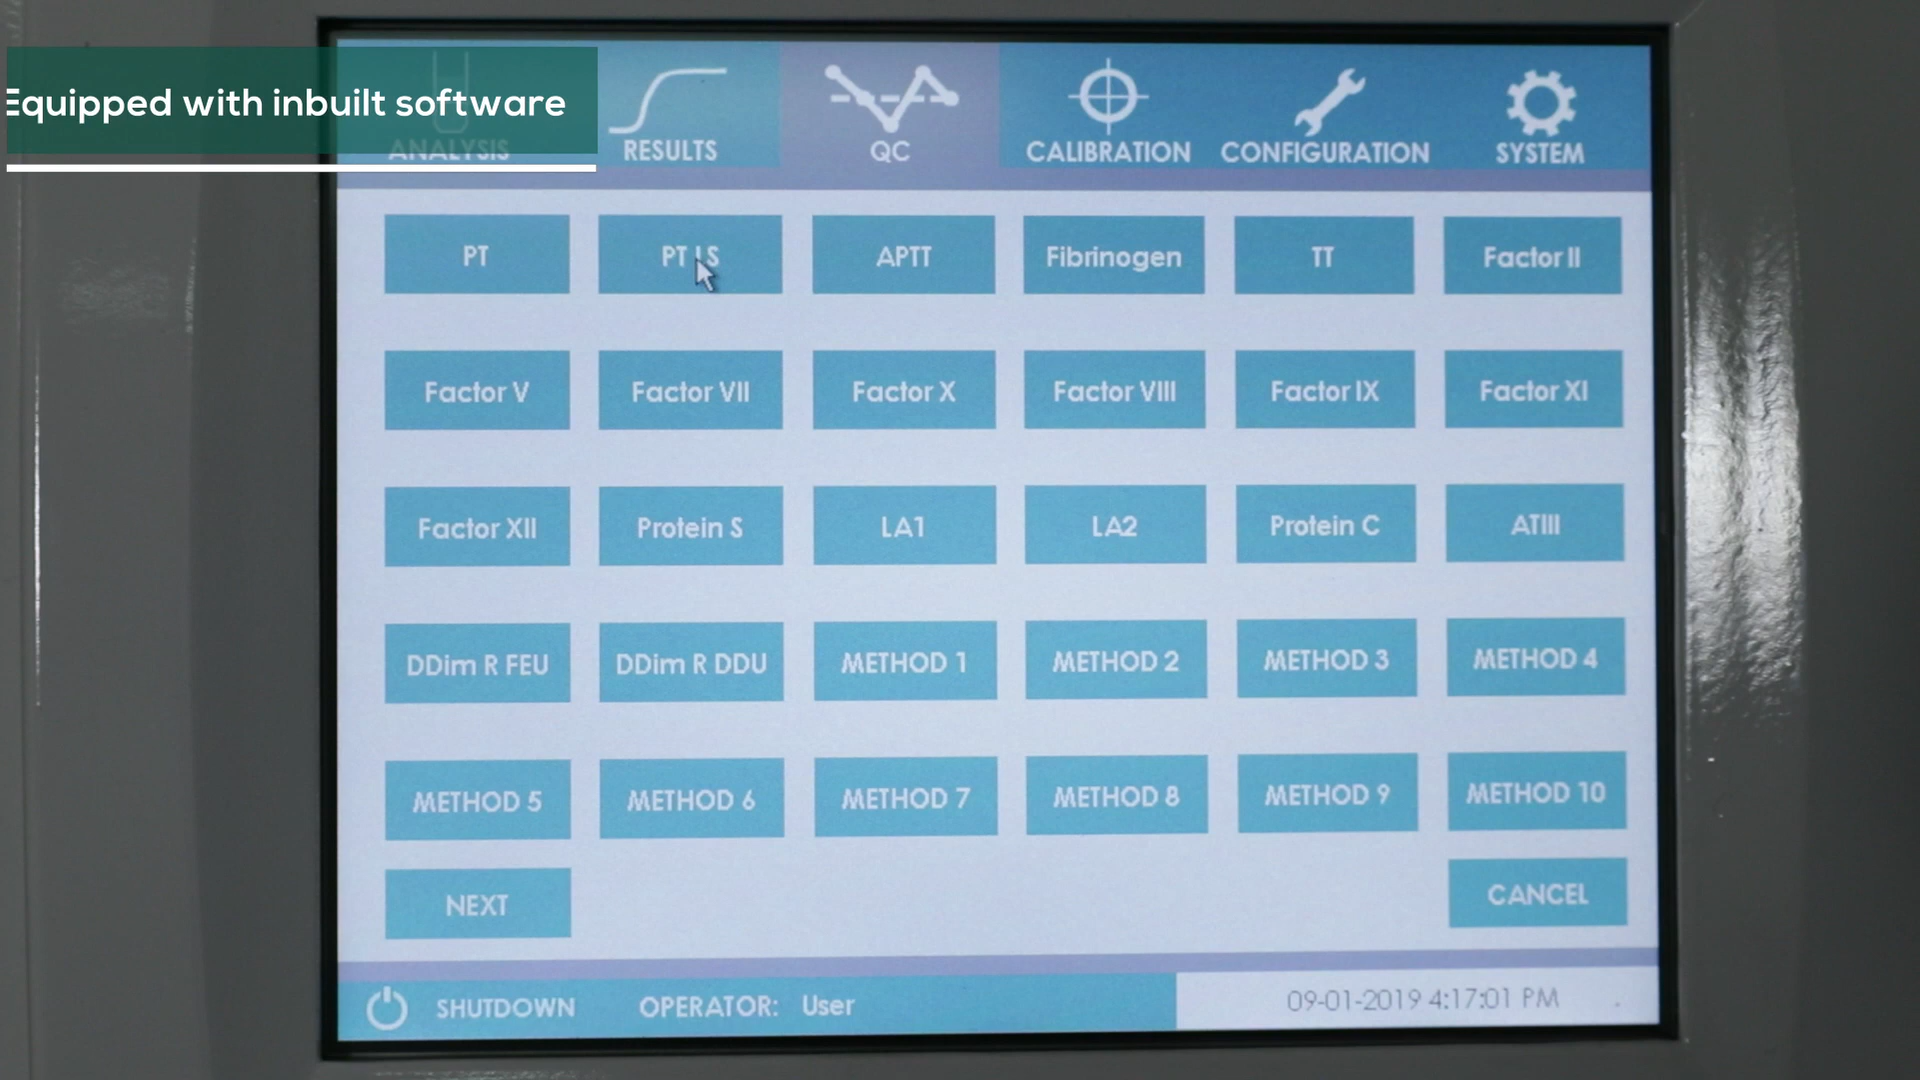 Equipped with inbuilt software
ANALYSIS RESULTS QC CALIBRATION CONFIGURATION SYSTEM
PT PT LS APTT Fibrinogen TT Factor II
Factor V Factor VII Factor X Factor VIII Factor IX Factor XI
Factor XII Protein S LA1 LA2 Protein C ATIII
DDim R FEU DDim R DDU METHOD 1 METHOD 2 METHOD 3 METHOD 4
METHOD 5 METHOD 6 METHOD 7 METHOD 8 METHOD 9 METHOD 10
NEXT CANCEL
SHUTDOWN OPERATOR: User 09-01-2019 4:17:01 PM